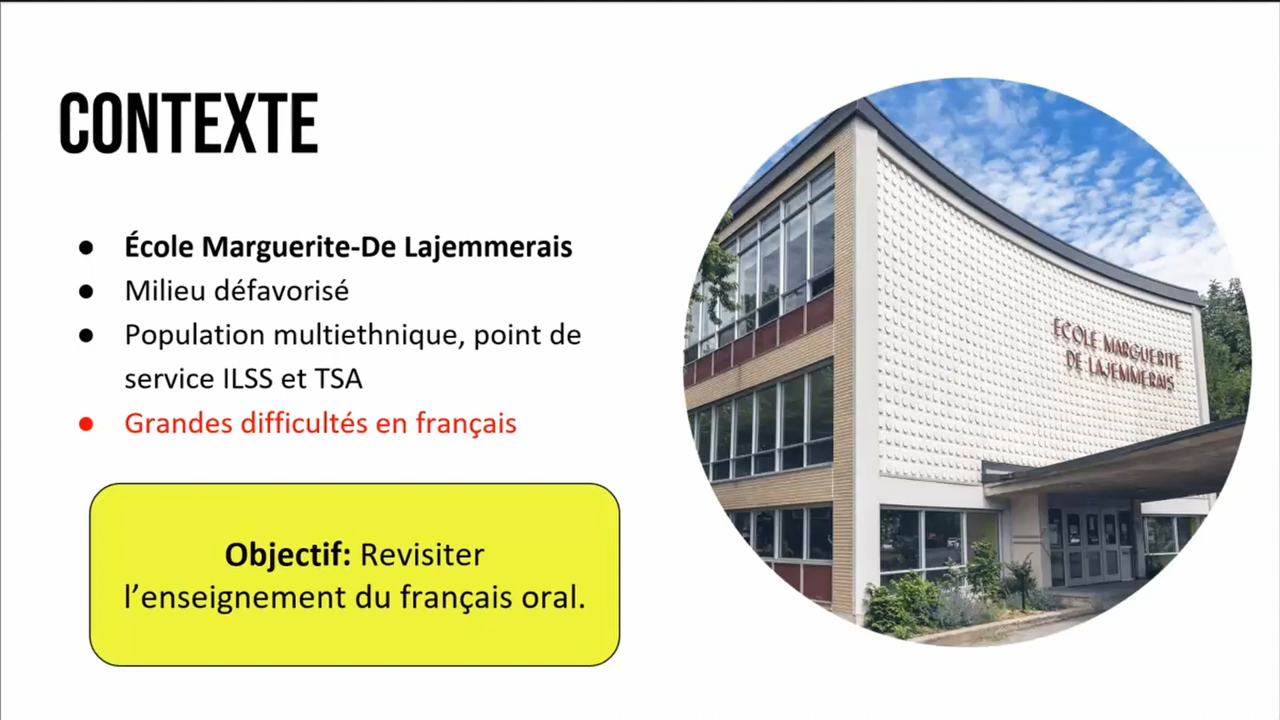 CONTEXTE
● École Marguerite-De Lajemmerais
● Milieu défavorisé
● Population multiethnique, point de
service ILSS et TSA
● Grandes difficultés en français
Objectif: Revisiter
l’enseignement du français oral.
ÉCOLE MARGUERITE
DE LAJEMMERAIS